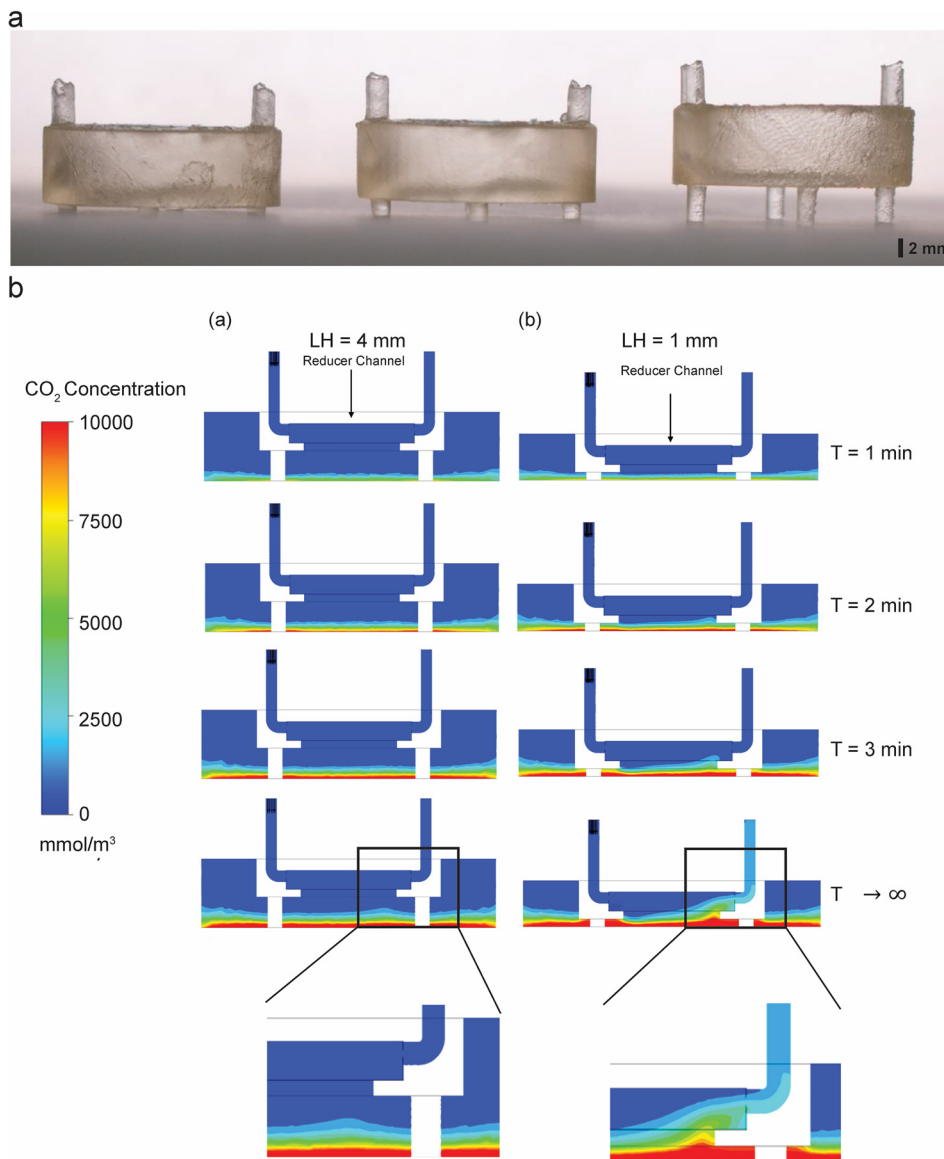 a
2 mm
b
(a)
(b)
LH = 4 mm
LH = 1 mm
Reducer Channel
Reducer Channel
CO₂ Concentration
10000
7500
5000
2500
0
mmol/m³
T = 1 min
T = 2 min
T = 3 min
T → ∞